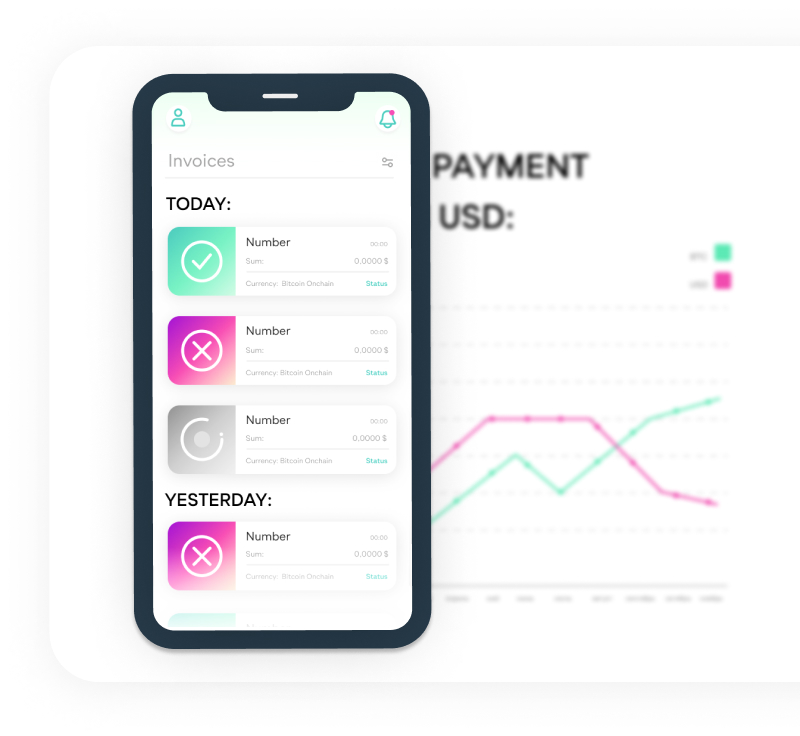 Invoices
TODAY:
Number 00:00
Sum: 0.0000 $
Currency: Bitcoin Onchain Status
Number 00:00
Sum: 0.0000 $
Currency: Bitcoin Onchain Status
Number 00:00
Sum: 0.0000 $
Currency: Bitcoin Onchain Status
YESTERDAY:
Number 00:00
Sum: 0.0000 $
Currency: Bitcoin Onchain Status
PAYMENT
USD:
BTC
USD